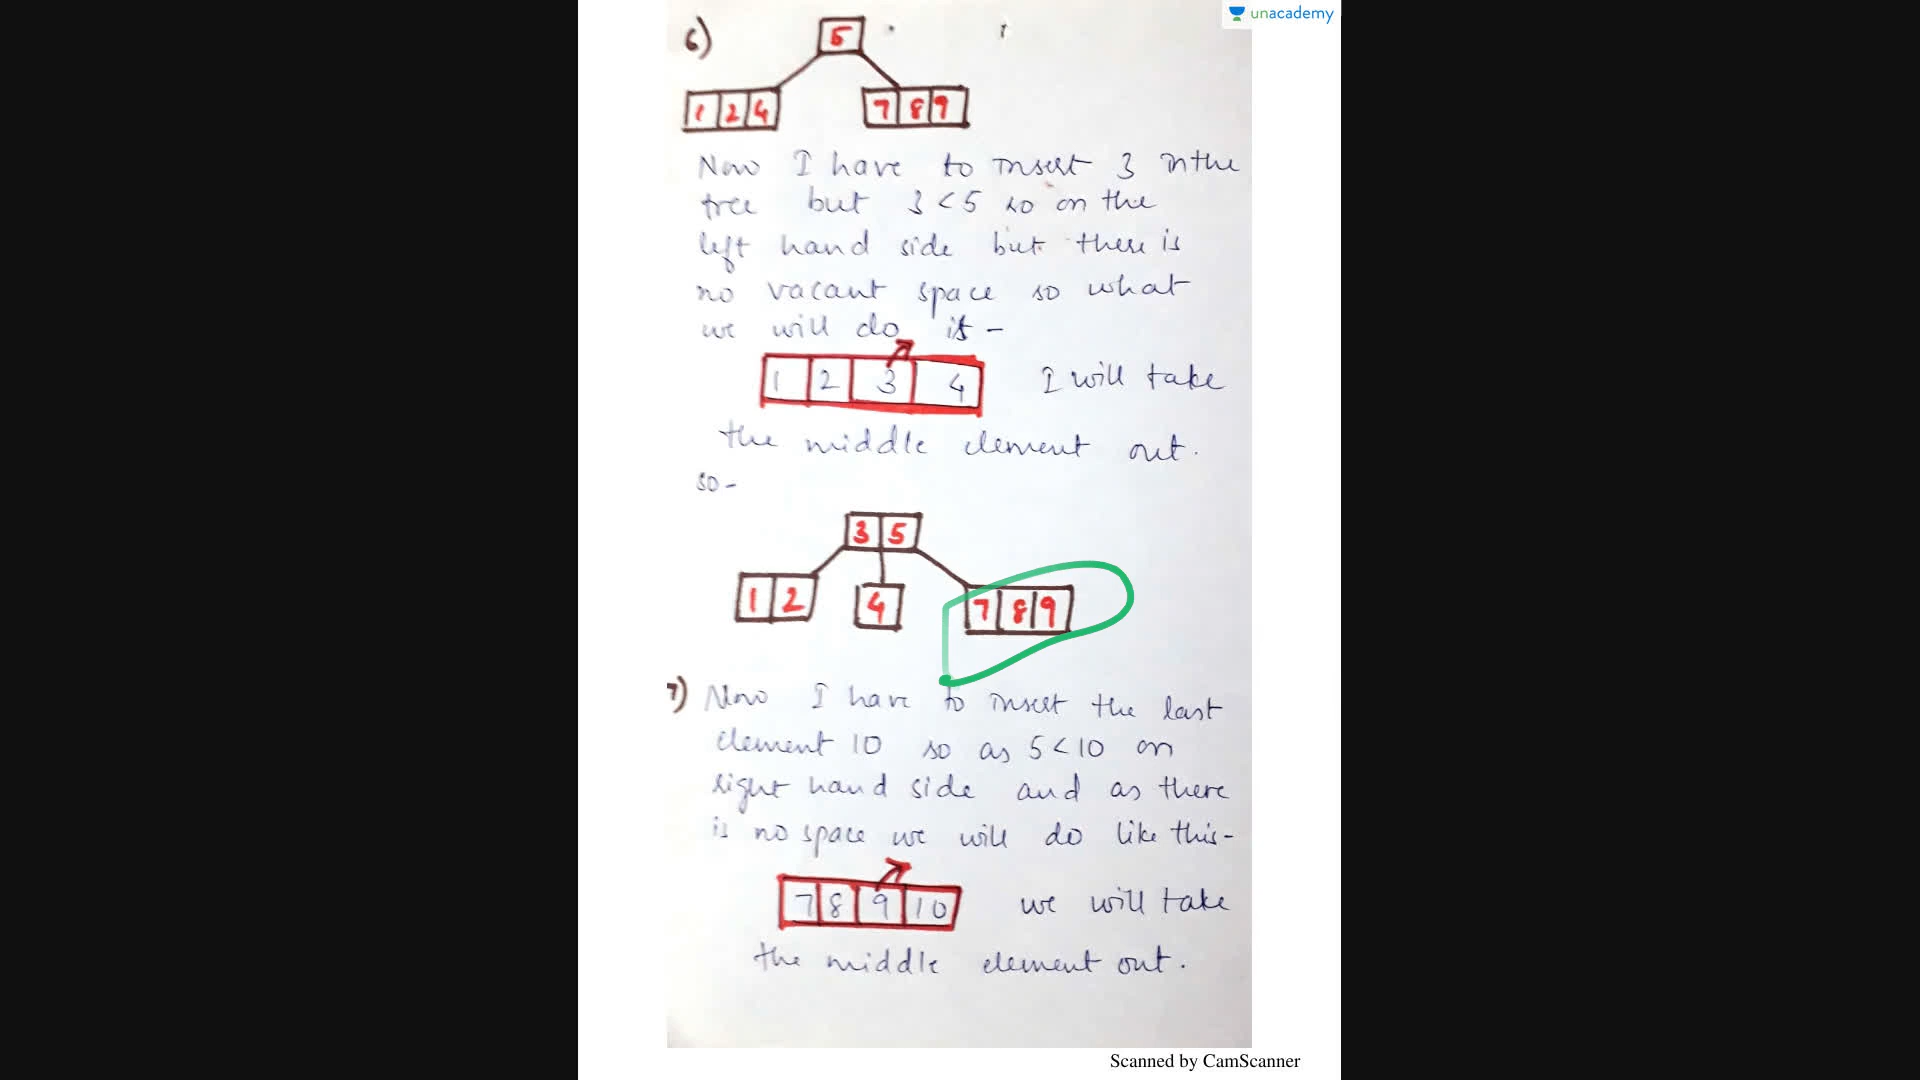 unacademy
6)
5
1 2 4
7 8 9
Now I have to insert 3 in the
tree but 3<5 so on the
left hand side but there is
no vacant space so what
we will do is -
1 2 3 4 I will take
the middle element out.
so -
3 5
1 2
4
7 8 9
7) Now I have to insert the last
element 10 so as 5<10 on
right hand side and as there
is no space we will do like this -
7 8 9 10 we will take
the middle element out.
Scanned by CamScanner